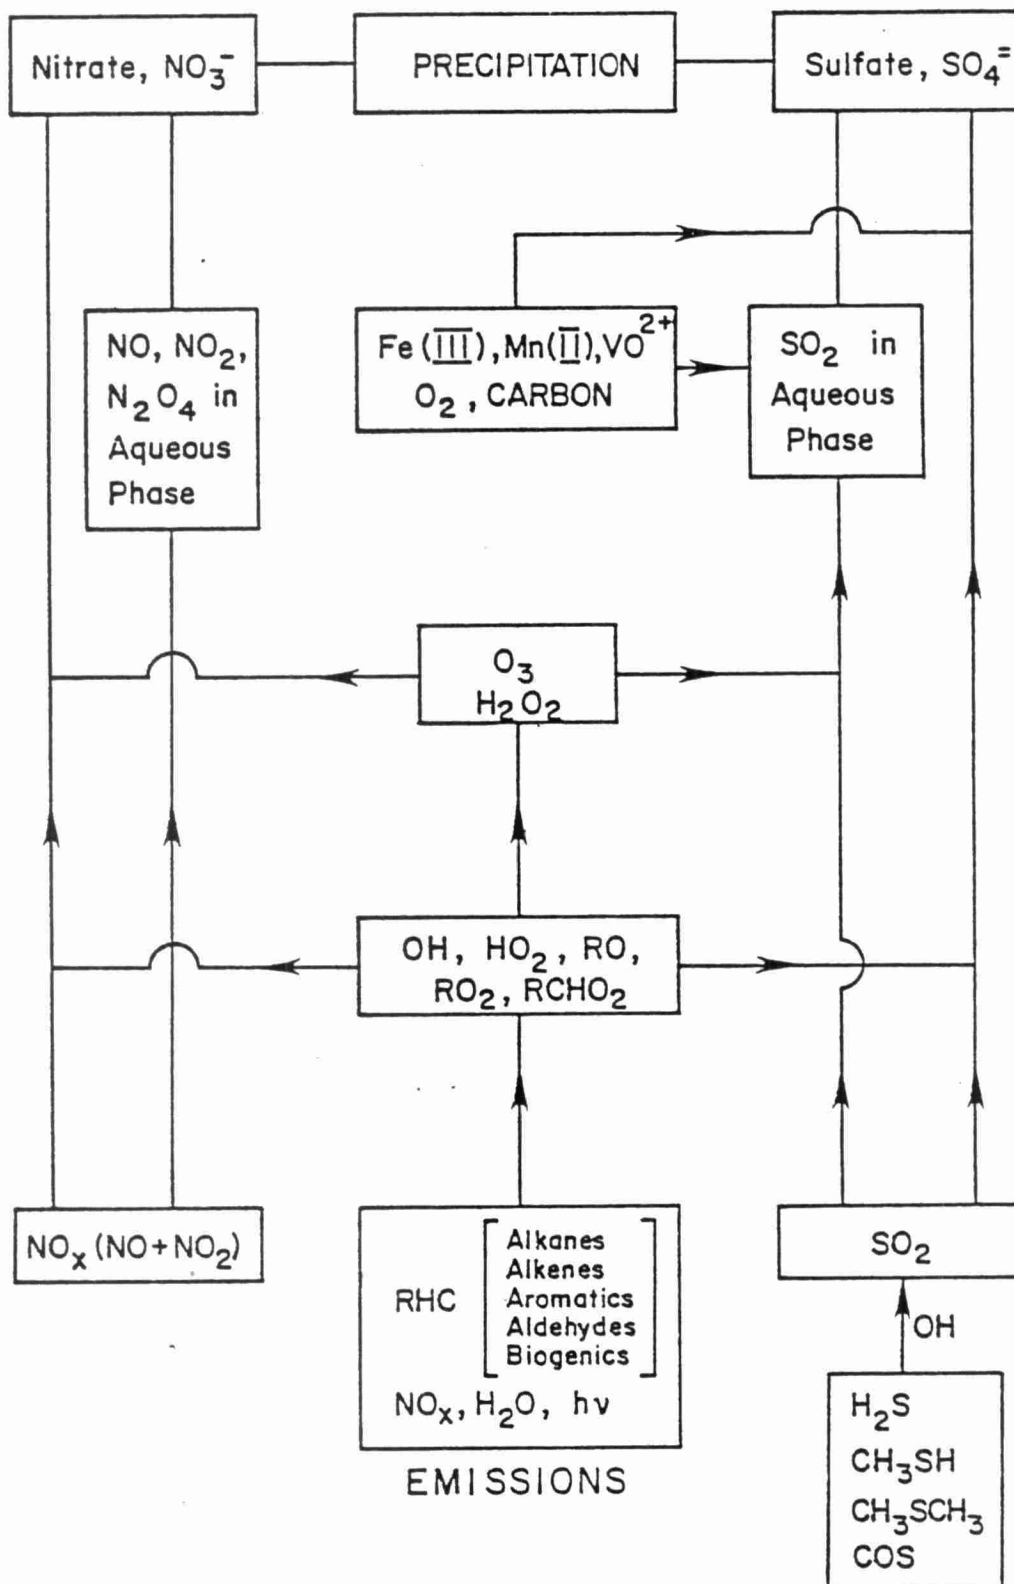 Nitrate, NO₃⁻
PRECIPITATION
Sulfate, SO₄⁼
NO, NO₂,
N₂O₄ in
Aqueous
Phase
Fe (III), Mn(II), VO²⁺
O₂, CARBON
SO₂ in
Aqueous
Phase
O₃
H₂O₂
OH, HO₂, RO,
RO₂, RCHO₂
NOₓ (NO+NO₂)
RHC
Alkanes
Alkenes
Aromatics
Aldehydes
Biogenics
NOₓ, H₂O, hν
EMISSIONS
SO₂
OH
H₂S
CH₃SH
CH₃SCH₃
COS